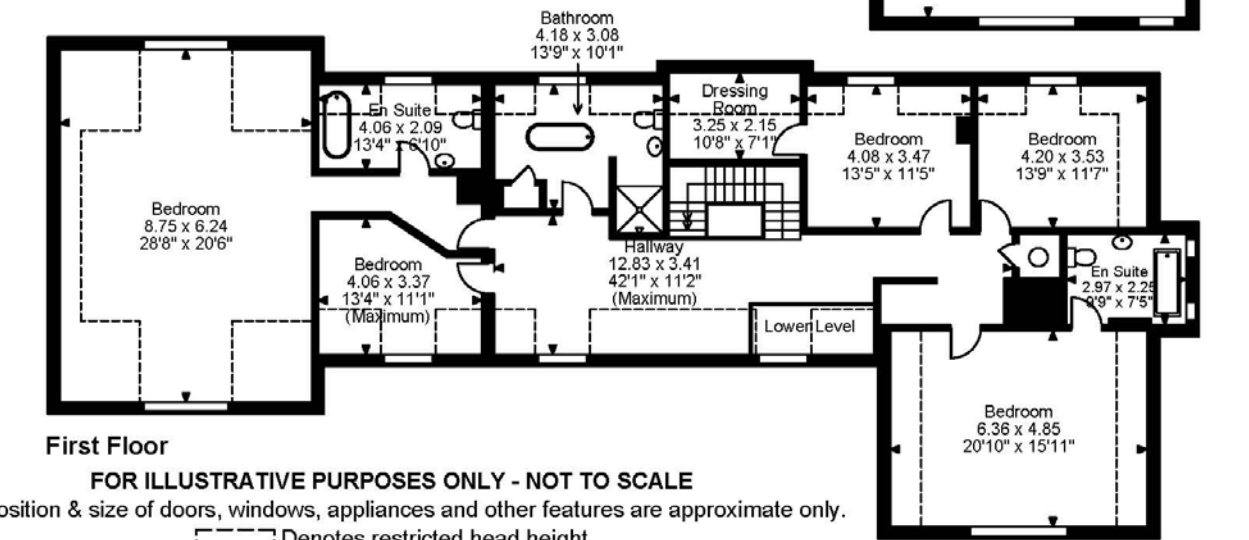 Bathroom
4.18 x 3.08
13'9" x 10'1"
En Suite
4.06 x 2.09
13'4" x 6'10"
Dressing
Room
3.25 x 2.15
10'8" x 7'1"
Bedroom
4.08 x 3.47
13'5" x 11'5"
Bedroom
4.20 x 3.53
13'9" x 11'7"
Bedroom
8.75 x 6.24
28'8" x 20'6"
Bedroom
4.06 x 3.37
13'4" x 11'1"
(Maximum)
Hallway
12.83 x 3.41
42'1" x 11'2"
(Maximum)
Lower Level
En Suite
2.97 x 2.25
9'9" x 7'5"
Bedroom
6.36 x 4.85
20'10" x 15'11"
First Floor
FOR ILLUSTRATIVE PURPOSES ONLY - NOT TO SCALE
osition & size of doors, windows, appliances and other features are approximate only.
Denotes restricted head height